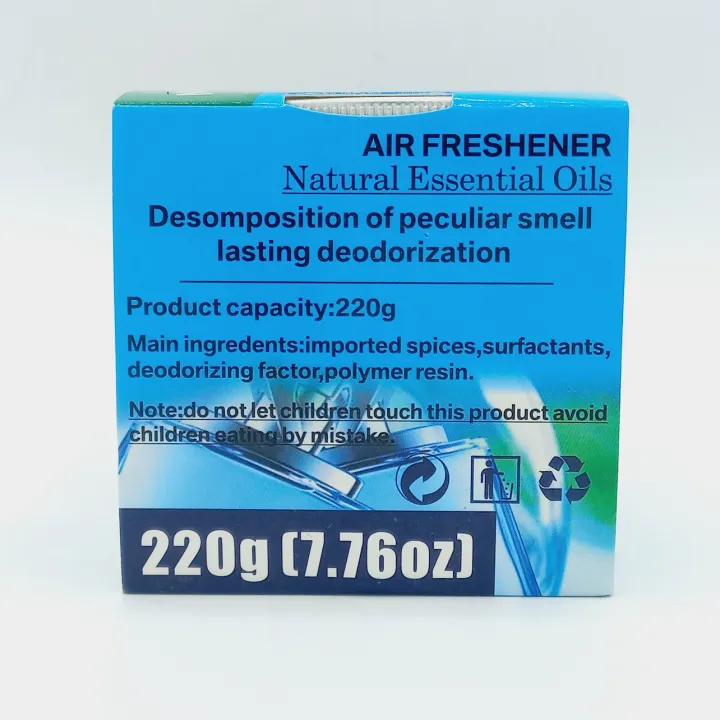 AIR FRESHENER
Natural Essential Oils
Desomposition of peculiar smell
lasting deodorization
Product capacity:220g
Main ingredents:imported spices,surfactants,
deodorizing factor,polymer resin.
Note:do not let children touch this product avoid
children eating by mistake.
220g (7.76oz)